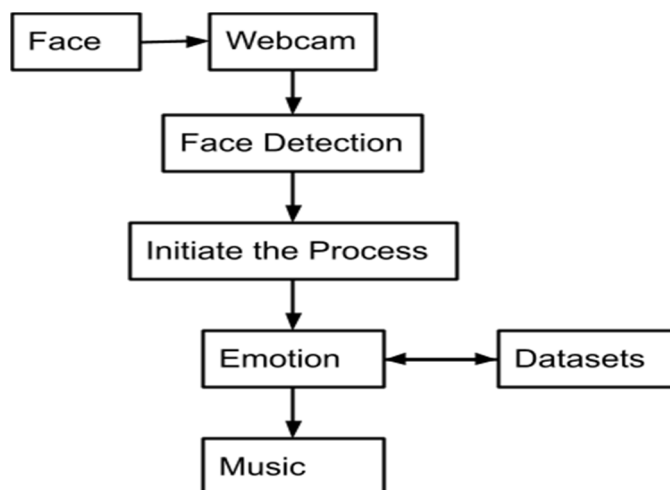 Face
Webcam
Face Detection
Initiate the Process
Emotion
Datasets
Music